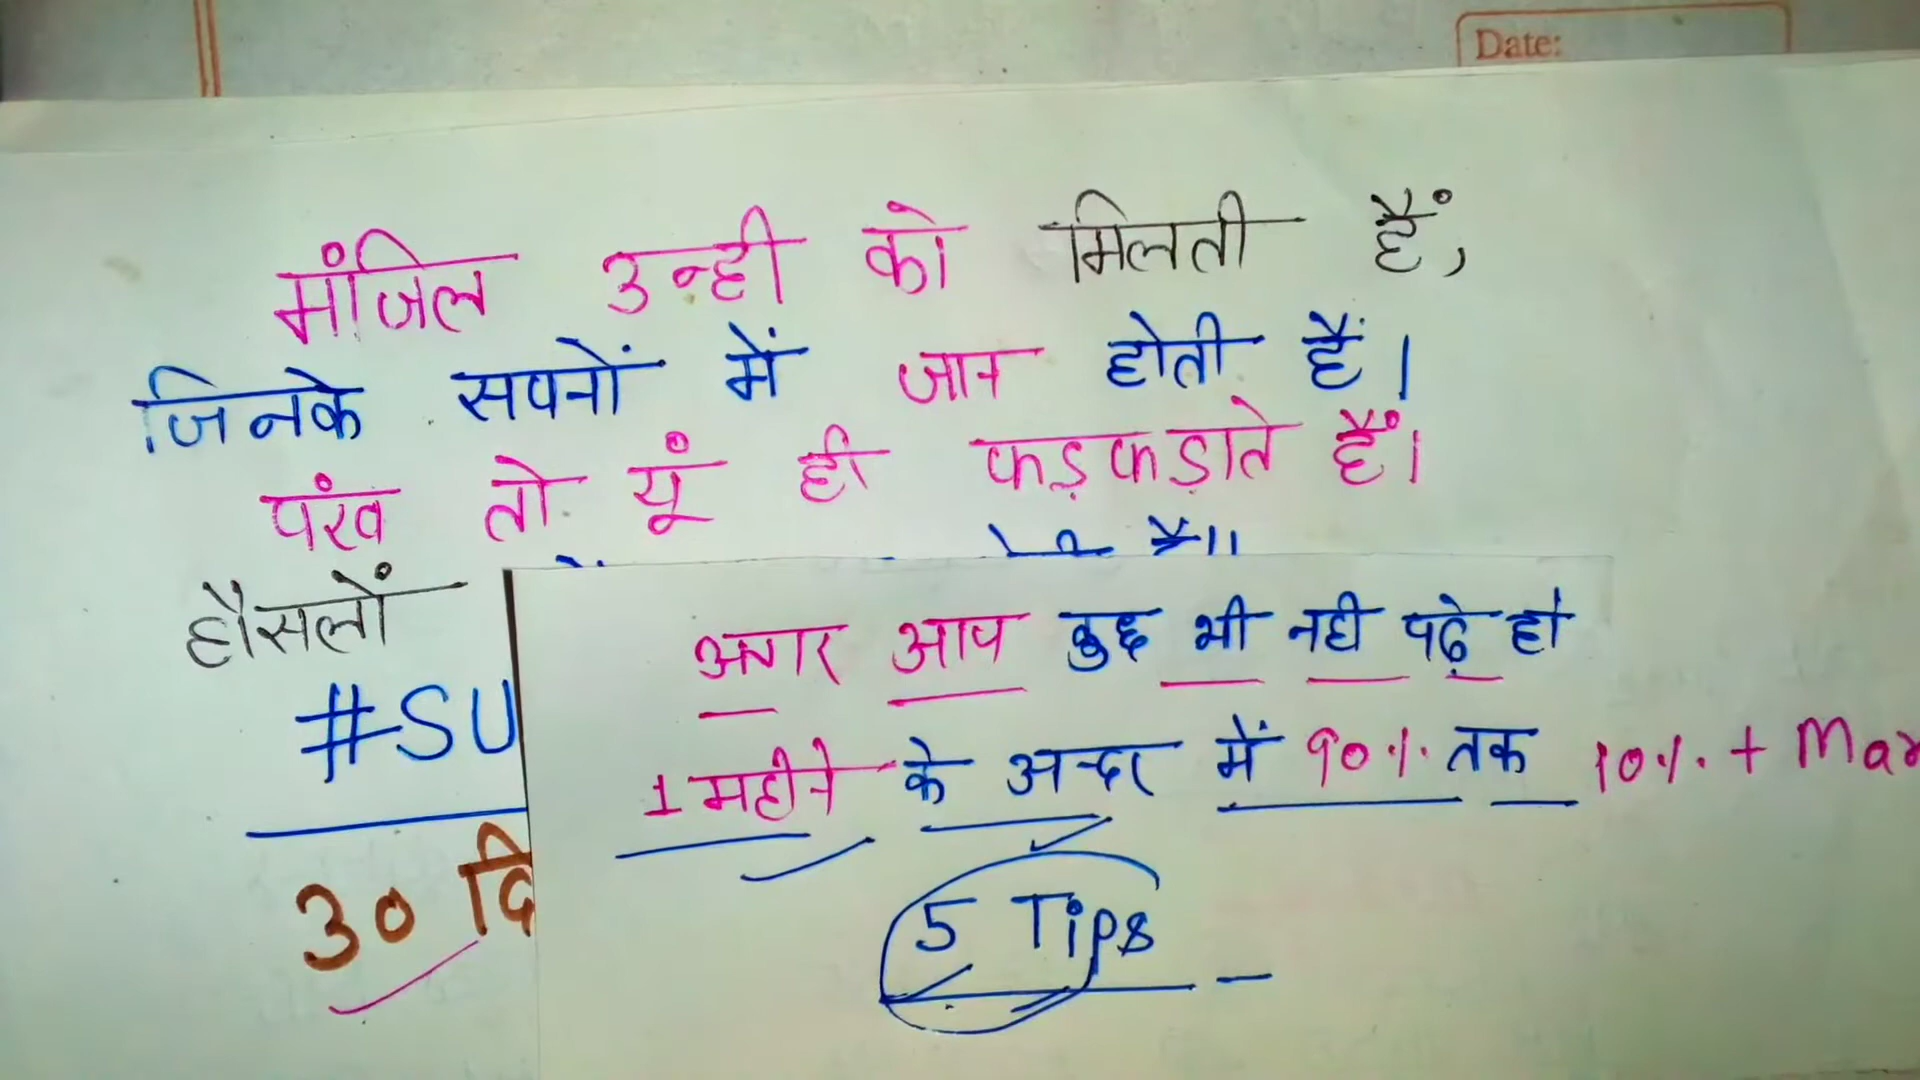 Date:
मंजिल उन्ही को मिलती हैं,
जिनके सपनों में जान होती हैं।
पंख तो यूं ही फड़फड़ाते हैं।
हौसलों
#SU
30 दि
अगर आप कुछ भी नही पढ़े हो
1 महीने के अन्दर में 90% तक 10% + Mar
5 Tips